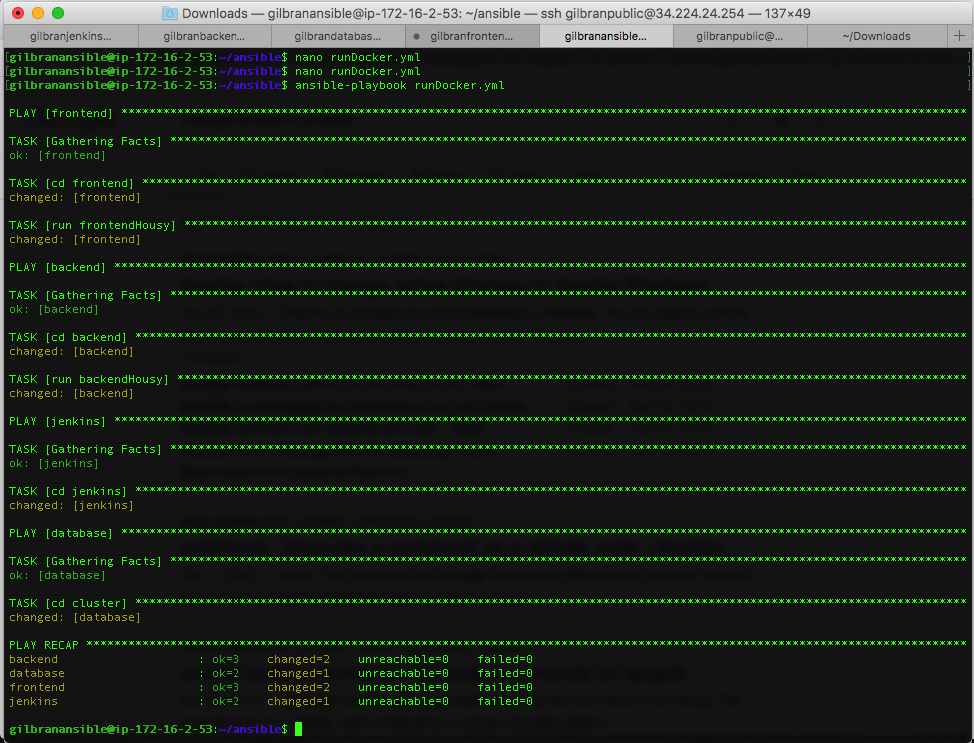 Downloads — gilbranansible@ip-172-16-2-53: ~/ansible — ssh gilbranpublic@34.224.24.254 — 137×49
gilbranjenkins... gilbranbacken... gilbrandatabas... gilbranfronten... gilbranansible... gilbranpublic@... ~/Downloads +
[gilbranansible@ip-172-16-2-53:~/ansible$ nano runDocker.yml ]
[gilbranansible@ip-172-16-2-53:~/ansible$ nano runDocker.yml ]
[gilbranansible@ip-172-16-2-53:~/ansible$ ansible-playbook runDocker.yml ]
PLAY [frontend] *************************************************************************************************************************
TASK [Gathering Facts] ******************************************************************************************************************
ok: [frontend]
TASK [cd frontend] **********************************************************************************************************************
changed: [frontend]
TASK [run frontendHousy] ****************************************************************************************************************
changed: [frontend]
PLAY [backend] **************************************************************************************************************************
TASK [Gathering Facts] ******************************************************************************************************************
ok: [backend]
TASK [cd backend] ***********************************************************************************************************************
changed: [backend]
TASK [run backendHousy] *****************************************************************************************************************
changed: [backend]
PLAY [jenkins] **************************************************************************************************************************
TASK [Gathering Facts] ******************************************************************************************************************
ok: [jenkins]
TASK [cd jenkins] ***********************************************************************************************************************
changed: [jenkins]
PLAY [database] *************************************************************************************************************************
TASK [Gathering Facts] ******************************************************************************************************************
ok: [database]
TASK [cd cluster] ***********************************************************************************************************************
changed: [database]
PLAY RECAP ******************************************************************************************************************************
backend : ok=3 changed=2 unreachable=0 failed=0
database : ok=2 changed=1 unreachable=0 failed=0
frontend : ok=3 changed=2 unreachable=0 failed=0
jenkins : ok=2 changed=1 unreachable=0 failed=0
gilbranansible@ip-172-16-2-53:~/ansible$